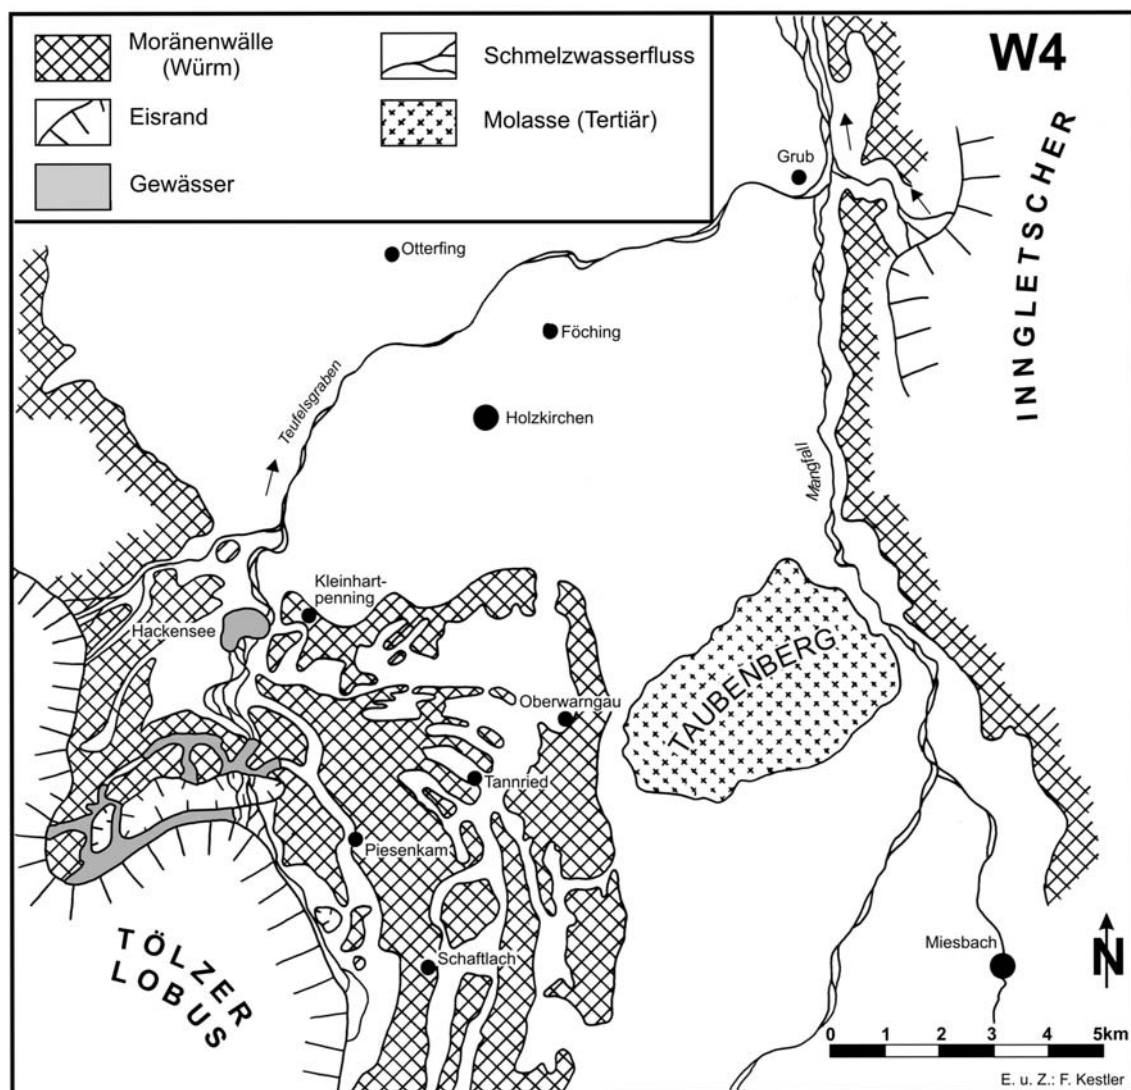 Moränenwälle
(Würm)
Schmelzwasserfluss
Eisrand
Molasse (Tertiär)
Gewässer
W4
INNGLETSCHER
Grub
Otterfing
Föching
Teufelsgraben
Holzkirchen
Mangfall
Kleinhart-
penning
Hackensee
TAUBENBERG
Oberwarngau
Tannried
Piesenkam
TÖLZER
LOBUS
Schaftlach
Miesbach
N
0 1 2 3 4 5km
E. u. Z.: F. Kestler